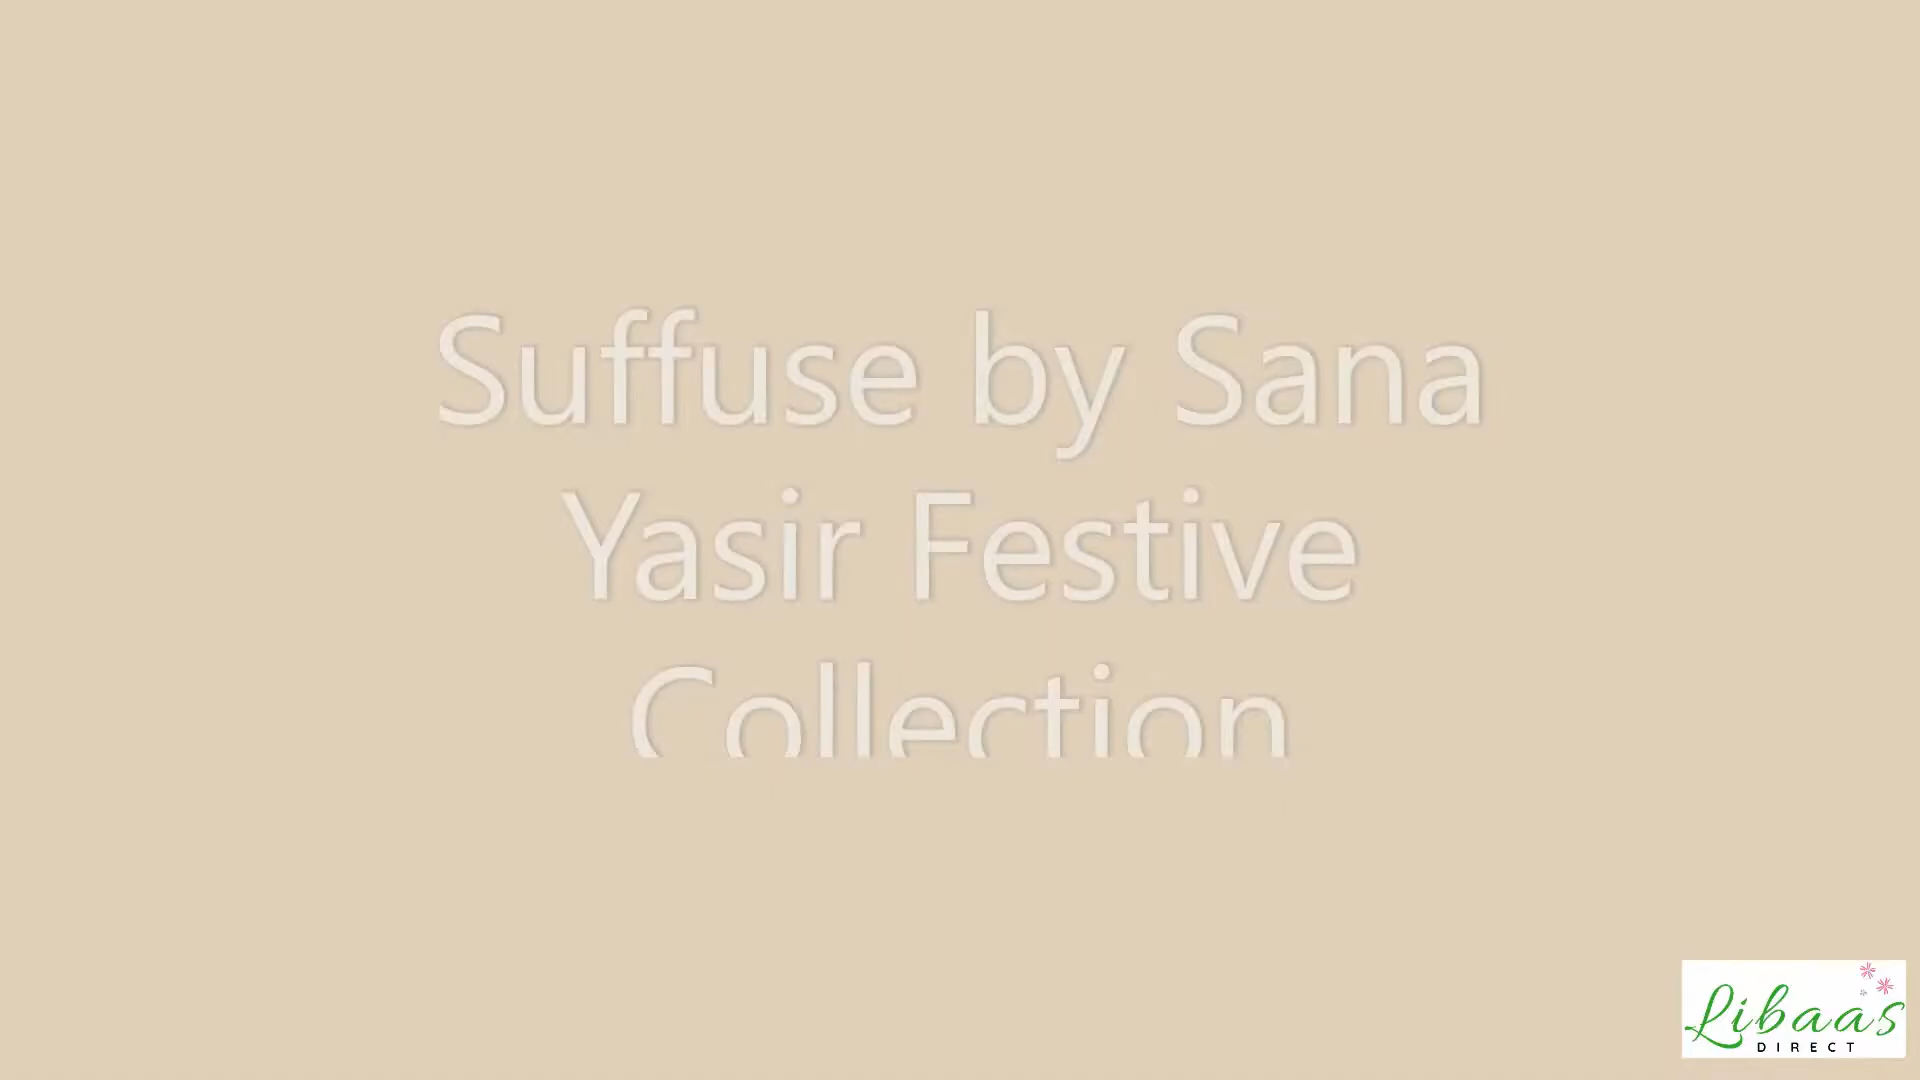 Suffuse by Sana
Yasir Festive
Collection
Libaas
DIRECT